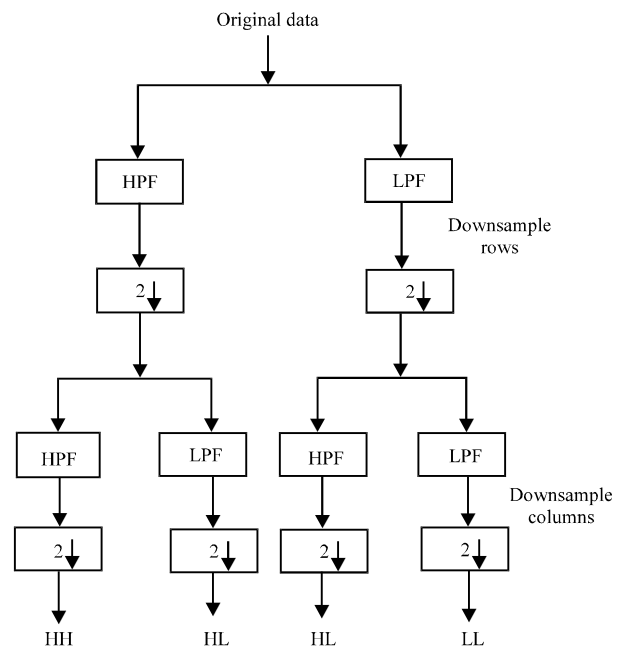 Original data
HPF
LPF
Downsample
rows
2
2
HPF
LPF
HPF
LPF
Downsample
columns
2
2
2
2
HH
HL
HL
LL